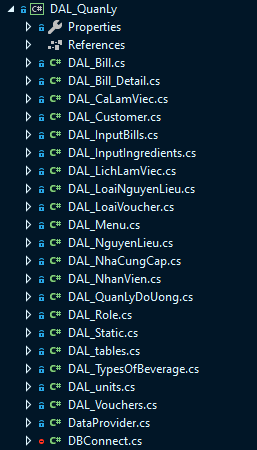 C# DAL_QuanLy
Properties
References
C# DAL_Bill.cs
C# DAL_Bill_Detail.cs
C# DAL_CaLamViec.cs
C# DAL_Customer.cs
C# DAL_InputBills.cs
C# DAL_InputIngredients.cs
C# DAL_LichLamViec.cs
C# DAL_LoaiNguyenLieu.cs
C# DAL_LoaiVoucher.cs
C# DAL_Menu.cs
C# DAL_NguyenLieu.cs
C# DAL_NhaCungCap.cs
C# DAL_NhanVien.cs
C# DAL_QuanLyDoUong.cs
C# DAL_Role.cs
C# DAL_Static.cs
C# DAL_tables.cs
C# DAL_TypesOfBeverage.cs
C# DAL_units.cs
C# DAL_Vouchers.cs
C# DataProvider.cs
C# DBConnect.cs